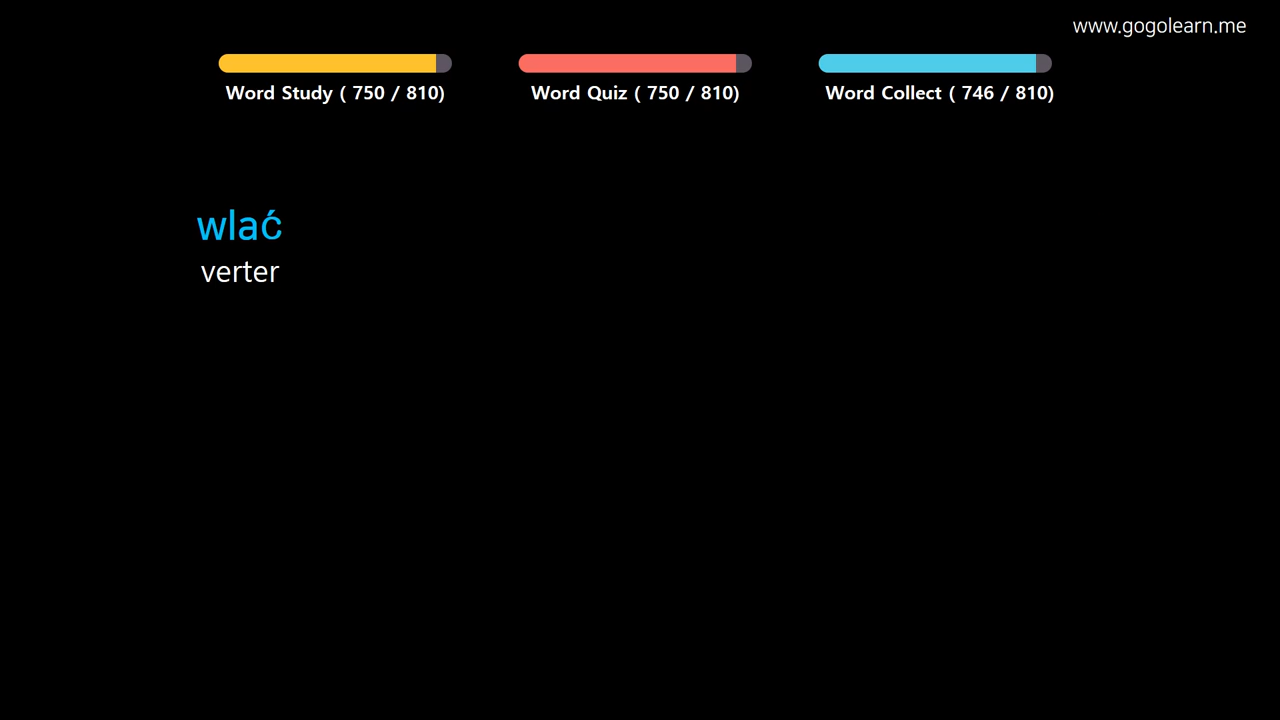 www.gogolearn.me
Word Study ( 750 / 810)
Word Quiz ( 750 / 810)
Word Collect ( 746 / 810)
wlać
verter